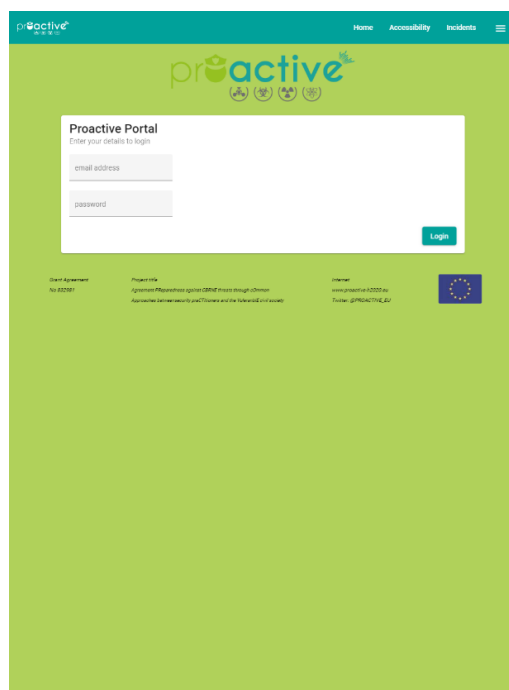 proactive
Home Accessibility Incidents
proactive
Proactive Portal
Enter your details to login
email address
password
Login
Grant Agreement
No 832981
Project title
Agreement PReparedness against CBRNE threats through cOmmon
Approaches between security praCTItioners and the VulnerablE civil society
Internet
www.proactive-h2020.eu
Twitter: @PROACTIVE_EU